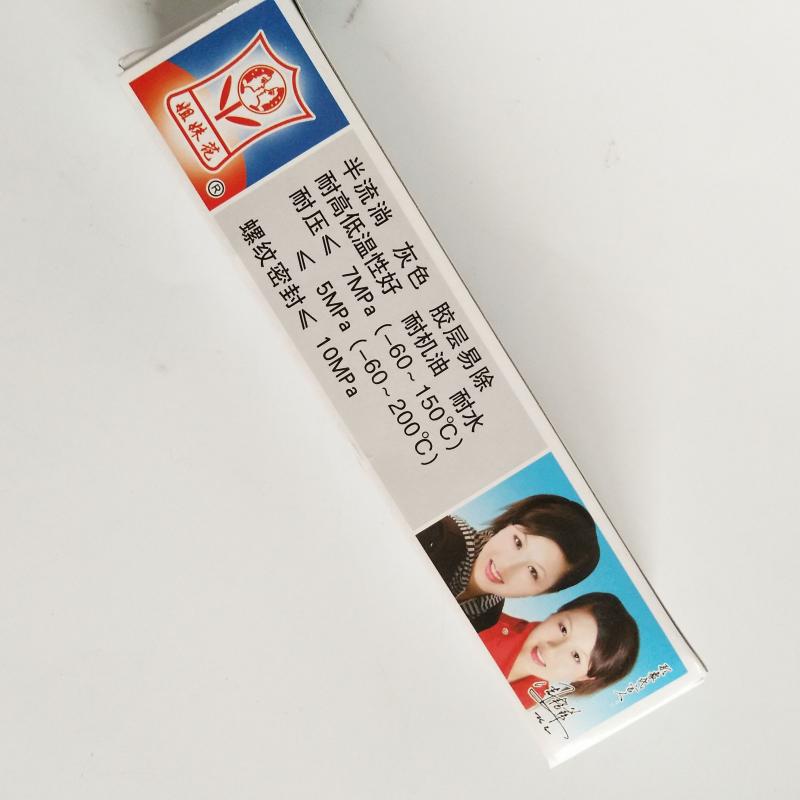 姐妹花
®
半流淌 灰色 胶层易除
耐高低温性好 耐机油 耐水
耐压≤ 7MPa (-60~150℃)
≤ 5MPa (-60~200℃)
螺纹密封≤ 10MPa